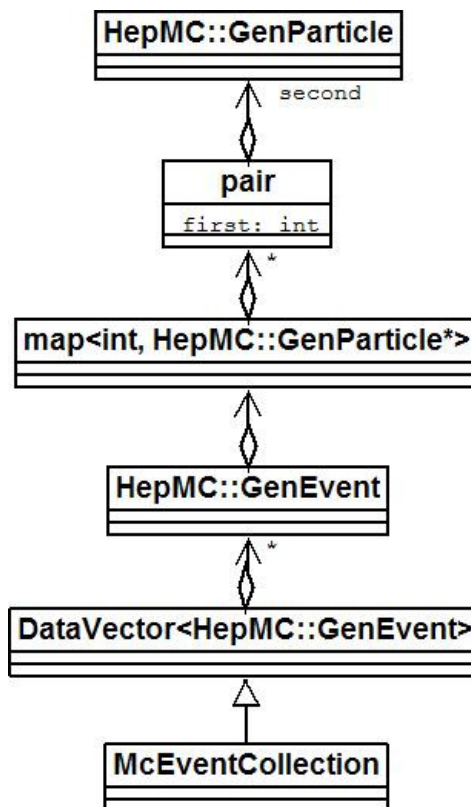 HepMC::GenParticle
second
pair
first: int
*
map<int, HepMC::GenParticle*>
HepMC::GenEvent
*
DataVector<HepMC::GenEvent>
McEventCollection